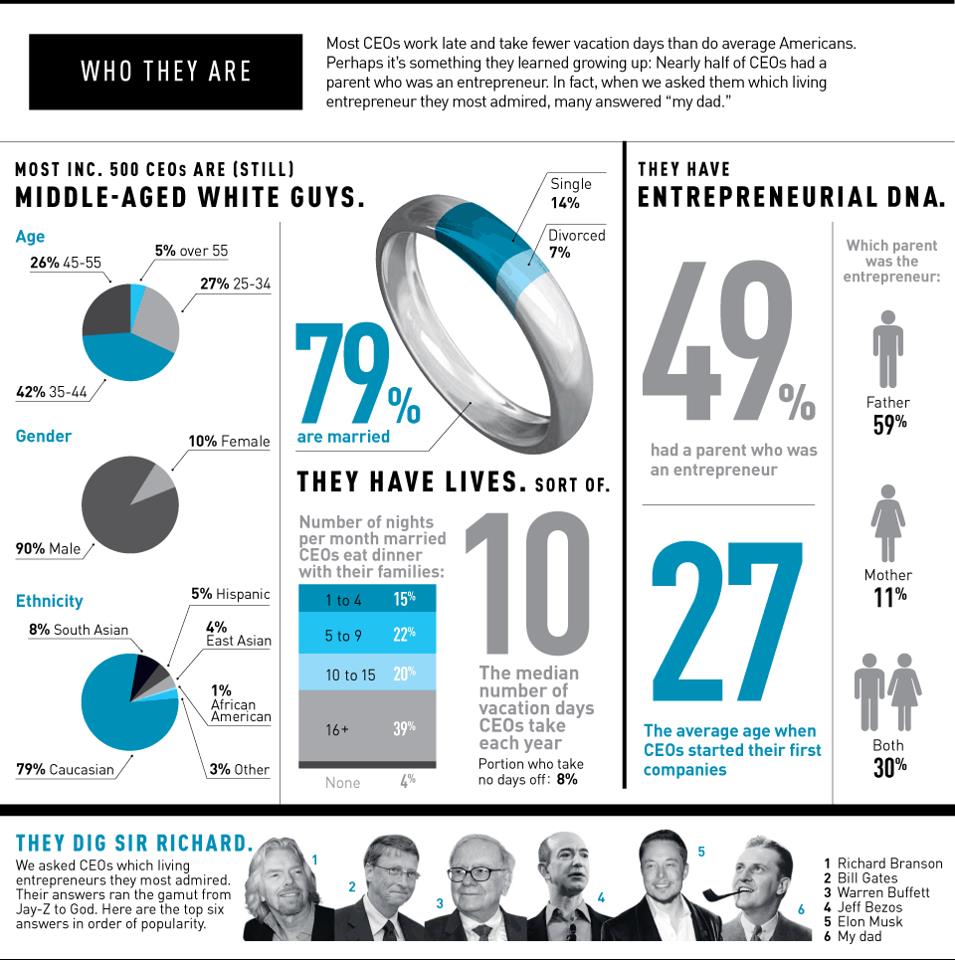 WHO THEY ARE
Most CEOs work late and take fewer vacation days than do average Americans.
Perhaps it's something they learned growing up: Nearly half of CEOs had a
parent who was an entrepreneur. In fact, when we asked them which living
entrepreneur they most admired, many answered “my dad.”
MOST INC. 500 CEOs ARE (STILL)
MIDDLE-AGED WHITE GUYS.
Age
26% 45-55
5% over 55
27% 25-34
42% 35-44
Gender
10% Female
90% Male
Ethnicity
5% Hispanic
8% South Asian
4%
East Asian
1%
African
American
3% Other
79% Caucasian
Single
14%
Divorced
7%
79%
are married
THEY HAVE LIVES. SORT OF.
Number of nights
per month married
CEOs eat dinner
with their families:
1 to 4 15%
5 to 9 22%
10 to 15 20%
16+ 39%
None 4%
10
The median
number of
vacation days
CEOs take
each year
Portion who take
no days off: 8%
THEY HAVE
ENTREPRENEURIAL DNA.
49%
had a parent who was
an entrepreneur
27
The average age when
CEOs started their first
companies
Which parent
was the
entrepreneur:
Father
59%
Mother
11%
Both
30%
THEY DIG SIR RICHARD.
We asked CEOs which living
entrepreneurs they most admired.
Their answers ran the gamut from
Jay-Z to God. Here are the top six
answers in order of popularity.
1
2
3
4
5
6
1 Richard Branson
2 Bill Gates
3 Warren Buffett
4 Jeff Bezos
5 Elon Musk
6 My dad